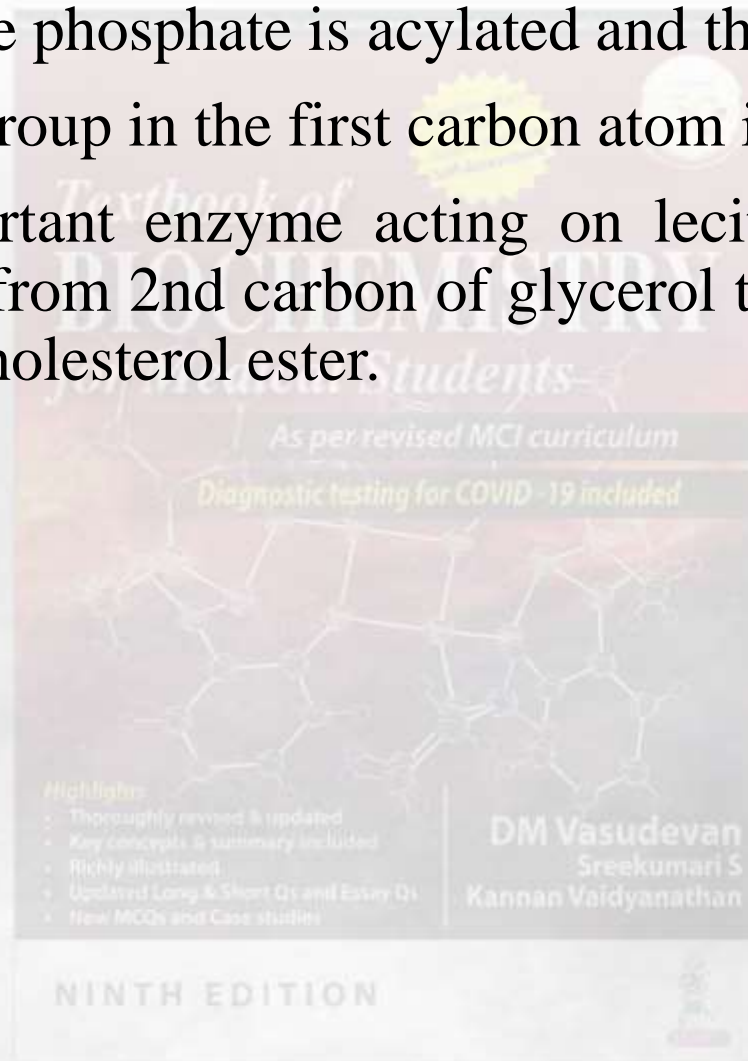 e phosphate is acylated and th
roup in the first carbon atom i
rtant enzyme acting on leci
from 2nd carbon of glycerol t
holesterol ester.
Textbook of
BIOCHEMISTRY
for Medical Students
As per revised MCI curriculum
Diagnostic testing for COVID-19 included
Highlights
• Thoroughly revised & updated
• Key concepts & summary included
• Richly illustrated
• Updated Long & Short Qs and Essay Qs
• New MCQs and Case studies
DM Vasudevan
Sreekumari S
Kannan Vaidyanathan
NINTH EDITION